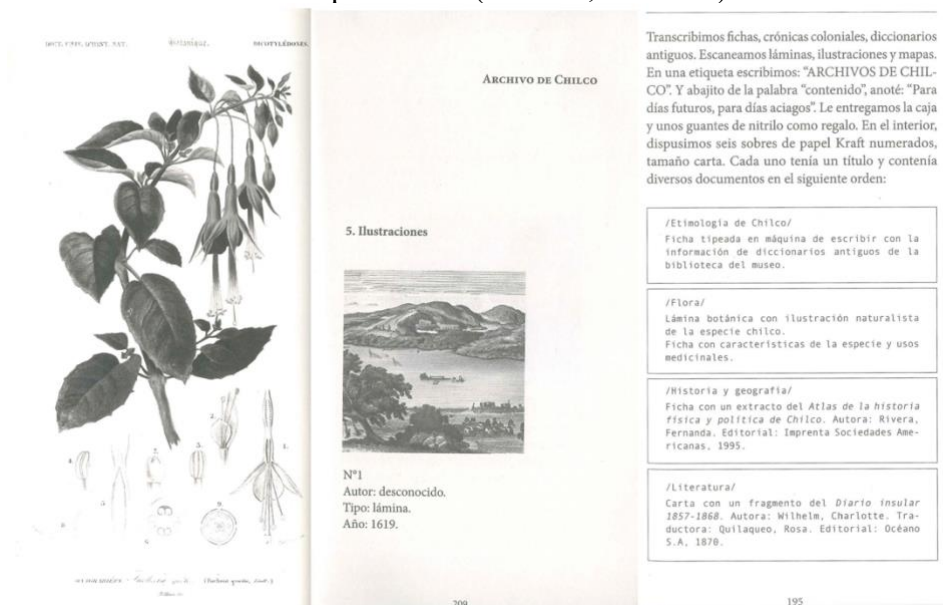 DICOTYLÉDONES.
ARCHIVO DE CHILCO
5. Ilustraciones
N°1
Autor: desconocido.
Tipo: lámina.
Año: 1619.
209
Transcribimos fichas, crónicas coloniales, diccionarios
antiguos. Escaneamos láminas, ilustraciones y mapas.
En una etiqueta escribimos: “ARCHIVOS DE CHIL-
CO”. Y abajito de la palabra “contenido”, anoté: “Para
días futuros, para días aciagos”. Le entregamos la caja
y unos guantes de nitrilo como regalo. En el interior,
dispusimos seis sobres de papel Kraft numerados,
tamaño carta. Cada uno tenía un título y contenía
diversos documentos en el siguiente orden:
/Etimología de Chilco/
Ficha tipeada en máquina de escribir con la
información de diccionarios antiguos de la
biblioteca del museo.
/Flora/
Lámina botánica con ilustración naturalista
de la especie chilco.
Ficha con características de la especie y usos
medicinales.
/Historia y geografía/
Ficha con un extracto del Atlas de la historia
física y política de Chilco. Autora: Rivera,
Fernanda. Editorial: Imprenta Sociedades Ame-
ricanas, 1995.
/Literatura/
Carta con un fragmento del Diario insular
1857-1868. Autora: Wilhelm, Charlotte. Tra-
ductora: Quilaqueo, Rosa. Editorial: Océano
S.A, 1870.
195